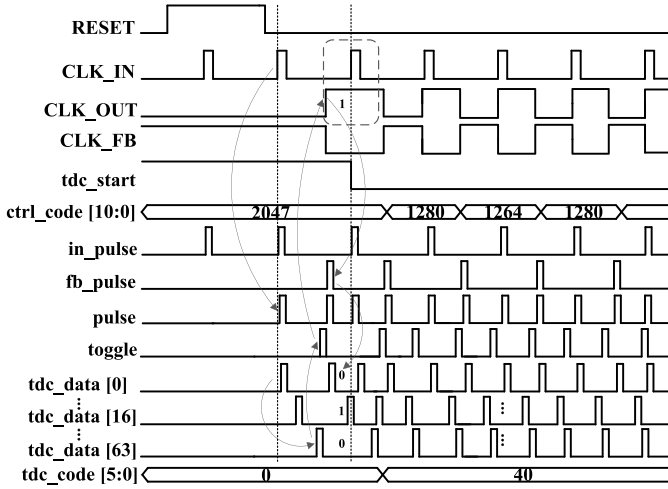 RESET
CLK_IN
CLK_OUT 1
CLK_FB
tdc_start
ctrl_code [10:0] 2047 1280 1264 1280
in_pulse
fb_pulse
pulse
toggle
tdc_data [0] 0
tdc_data [16] 1
tdc_data [63] 0
tdc_code [5:0] 0 40